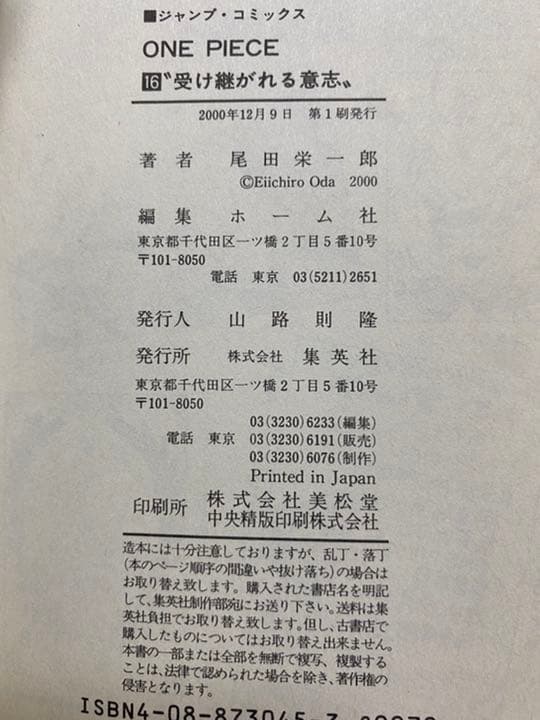 ■ジャンプ・コミックス
ONE PIECE
16〝受け継がれる意志〟
2000年12月9日 第1刷発行
著者 尾田栄一郎
©Eiichiro Oda 2000
編集 ホーム社
東京都千代田区一ツ橋2丁目5番10号
〒101-8050
電話 東京 03(5211)2651
発行人 山路則隆
発行所 株式会社 集英社
東京都千代田区一ツ橋2丁目5番10号
〒101-8050
03(3230)6233(編集)
電話 東京 03(3230)6191(販売)
03(3230)6076(制作)
Printed in Japan
印刷所 株式会社美松堂
中央精版印刷株式会社
造本には十分注意しておりますが、乱丁・落丁
(本のページ順序の間違いや抜け落ち)の場合は
お取り替え致します。購入された書店名を明記
して、集英社制作部宛にお送り下さい。送料は集
英社負担でお取り替え致します。但し、古書店で
購入したものについてはお取り替え出来ません。
本書の一部または全部を無断で複写、複製する
ことは、法律で認められた場合を除き、著作権の
侵害となります。
ISBN4-08-873045-3